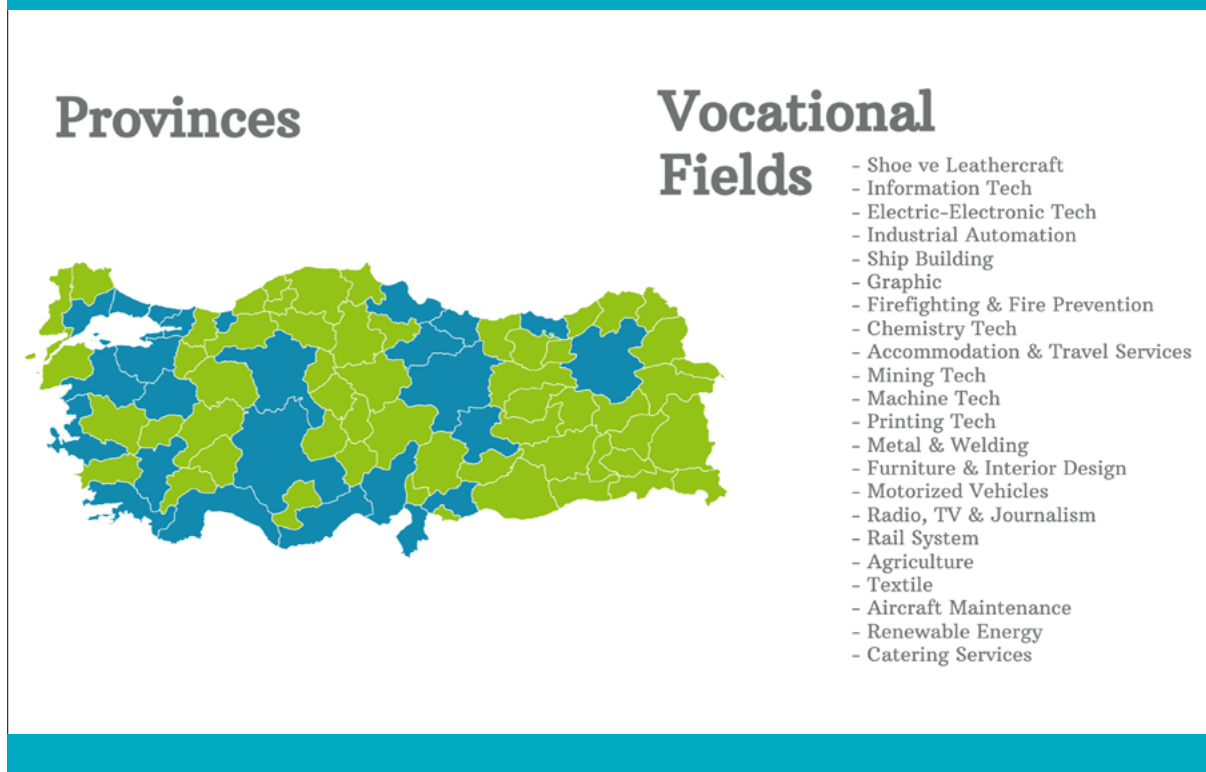 Provinces
Vocational
Fields
- Shoe ve Leathercraft
- Information Tech
- Electric-Electronic Tech
- Industrial Automation
- Ship Building
- Graphic
- Firefighting & Fire Prevention
- Chemistry Tech
- Accommodation & Travel Services
- Mining Tech
- Machine Tech
- Printing Tech
- Metal & Welding
- Furniture & Interior Design
- Motorized Vehicles
- Radio, TV & Journalism
- Rail System
- Agriculture
- Textile
- Aircraft Maintenance
- Renewable Energy
- Catering Services